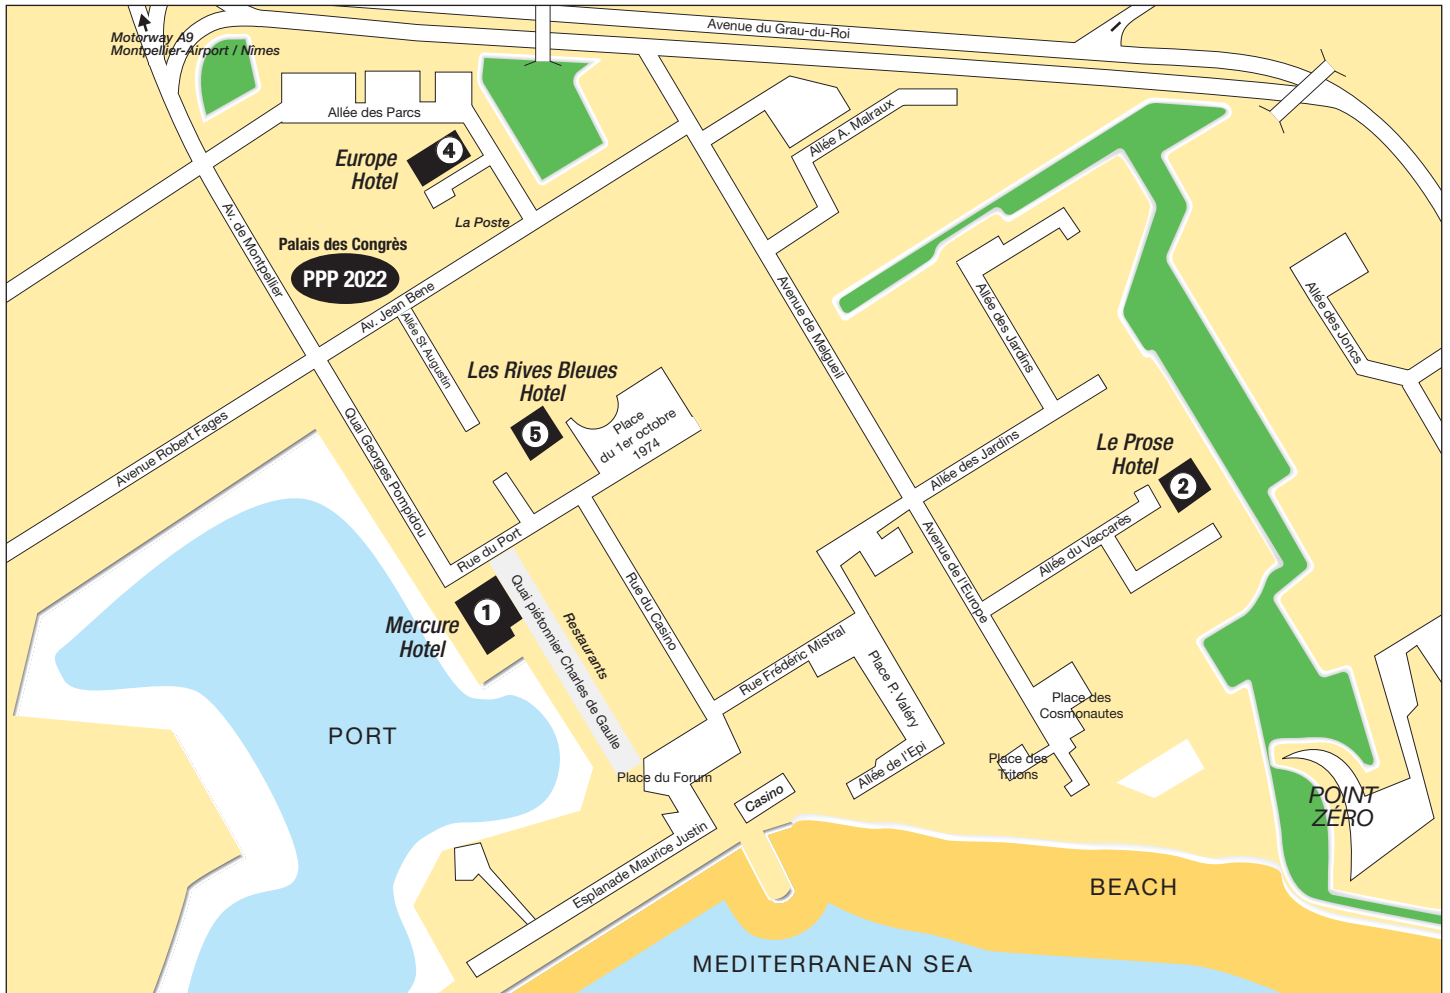 Avenue du Grau-du-Roi
Motorway A9
Montpellier-Airport / Nîmes
Allée des Parcs
Allée A. Malraux
Europe
Hotel
4
La Poste
Av. de Montpellier
Palais des Congrès
PPP 2022
Av. Jean Bene
Allée St Augustin
Avenue de Melgueil
Allée des Jardins
Allée des Joncs
Les Rives Bleues
Hotel
5
Place
du 1er octobre
1974
Avenue Robert Fages
Quai Georges Pompidou
Allée des Jardins
Le Prose
Hotel
2
Rue du Port
Avenue de l'Europe
Allée du Vaccarès
Mercure
Hotel
1
Quai piétonnier Charles de Gaulle
Restaurants
Rue du Casino
Rue Frédéric Mistral
Place P. Valéry
Place des
Cosmonautes
PORT
Place du Forum
Allée de l'Epi
Place des
Tritons
Casino
POINT
ZÉRO
Esplanade Maurice Justin
BEACH
MEDITERRANEAN SEA